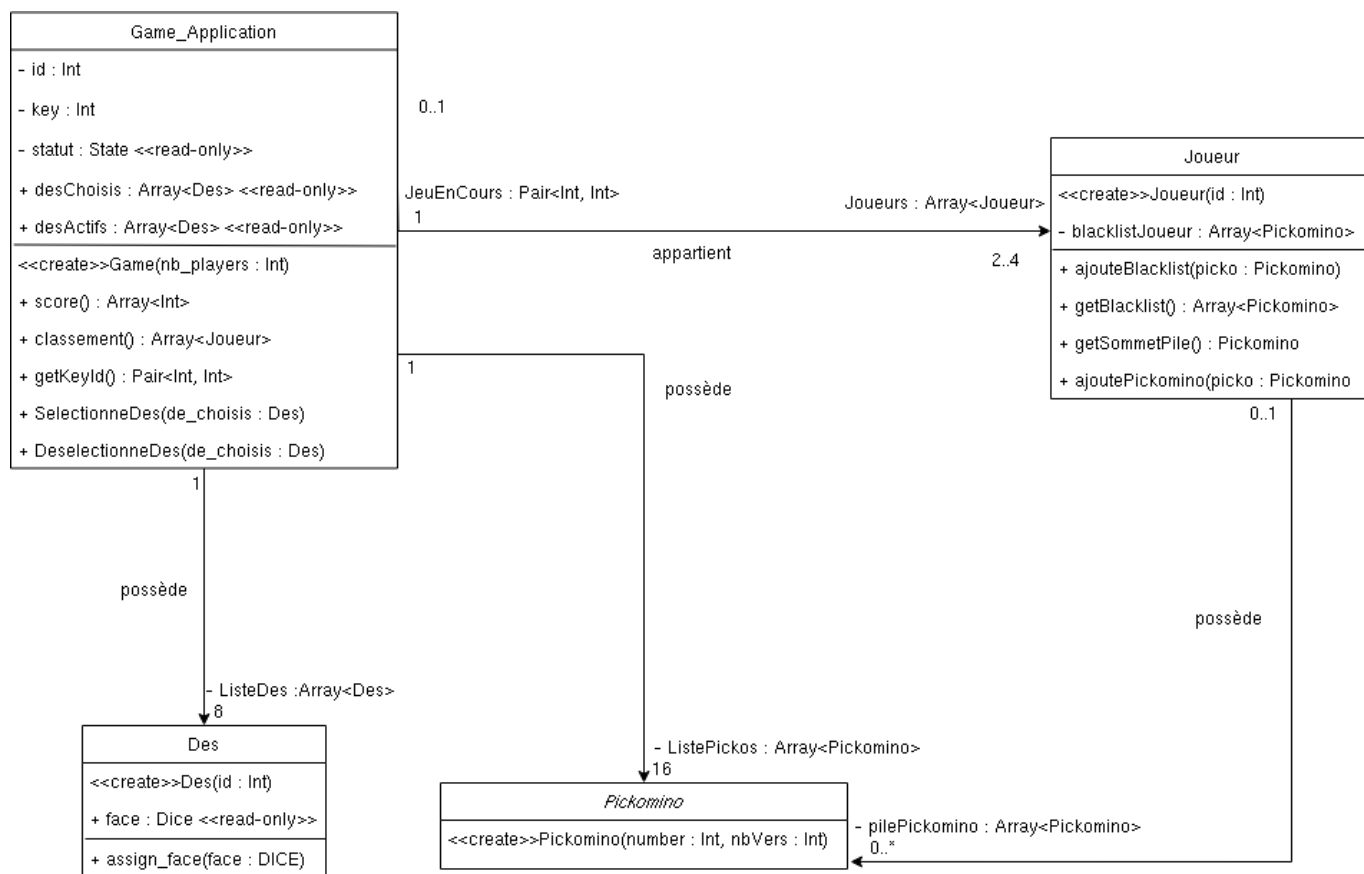 Game_Application
- id : Int
- key : Int
- statut : State <<read-only>>
+ desChoisis : Array<Des> <<read-only>>
+ desActifs : Array<Des> <<read-only>>
<<create>>Game(nb_players : Int)
+ score() : Array<Int>
+ classement() : Array<Joueur>
+ getKeyId() : Pair<Int, Int>
+ SelectionneDes(de_choisis : Des)
+ DeselectionneDes(de_choisis : Des)
0..1
JeuEnCours : Pair<Int, Int>
1
appartient
Joueurs : Array<Joueur>
2..4
Joueur
<<create>>Joueur(id : Int)
- blacklistJoueur : Array<Pickomino>
+ ajouteBlacklist(picko : Pickomino)
+ getBlacklist() : Array<Pickomino>
+ getSommetPile() : Pickomino
+ ajoutePickomino(picko : Pickomino
0..1
1
possède
1
possède
possède
- ListeDes :Array<Des>
8
Des
<<create>>Des(id : Int)
+ face : Dice <<read-only>>
+ assign_face(face : DICE)
- ListePickos : Array<Pickomino>
16
Pickomino
<<create>>Pickomino(number : Int, nbVers : Int)
- pilePickomino : Array<Pickomino>
0..*